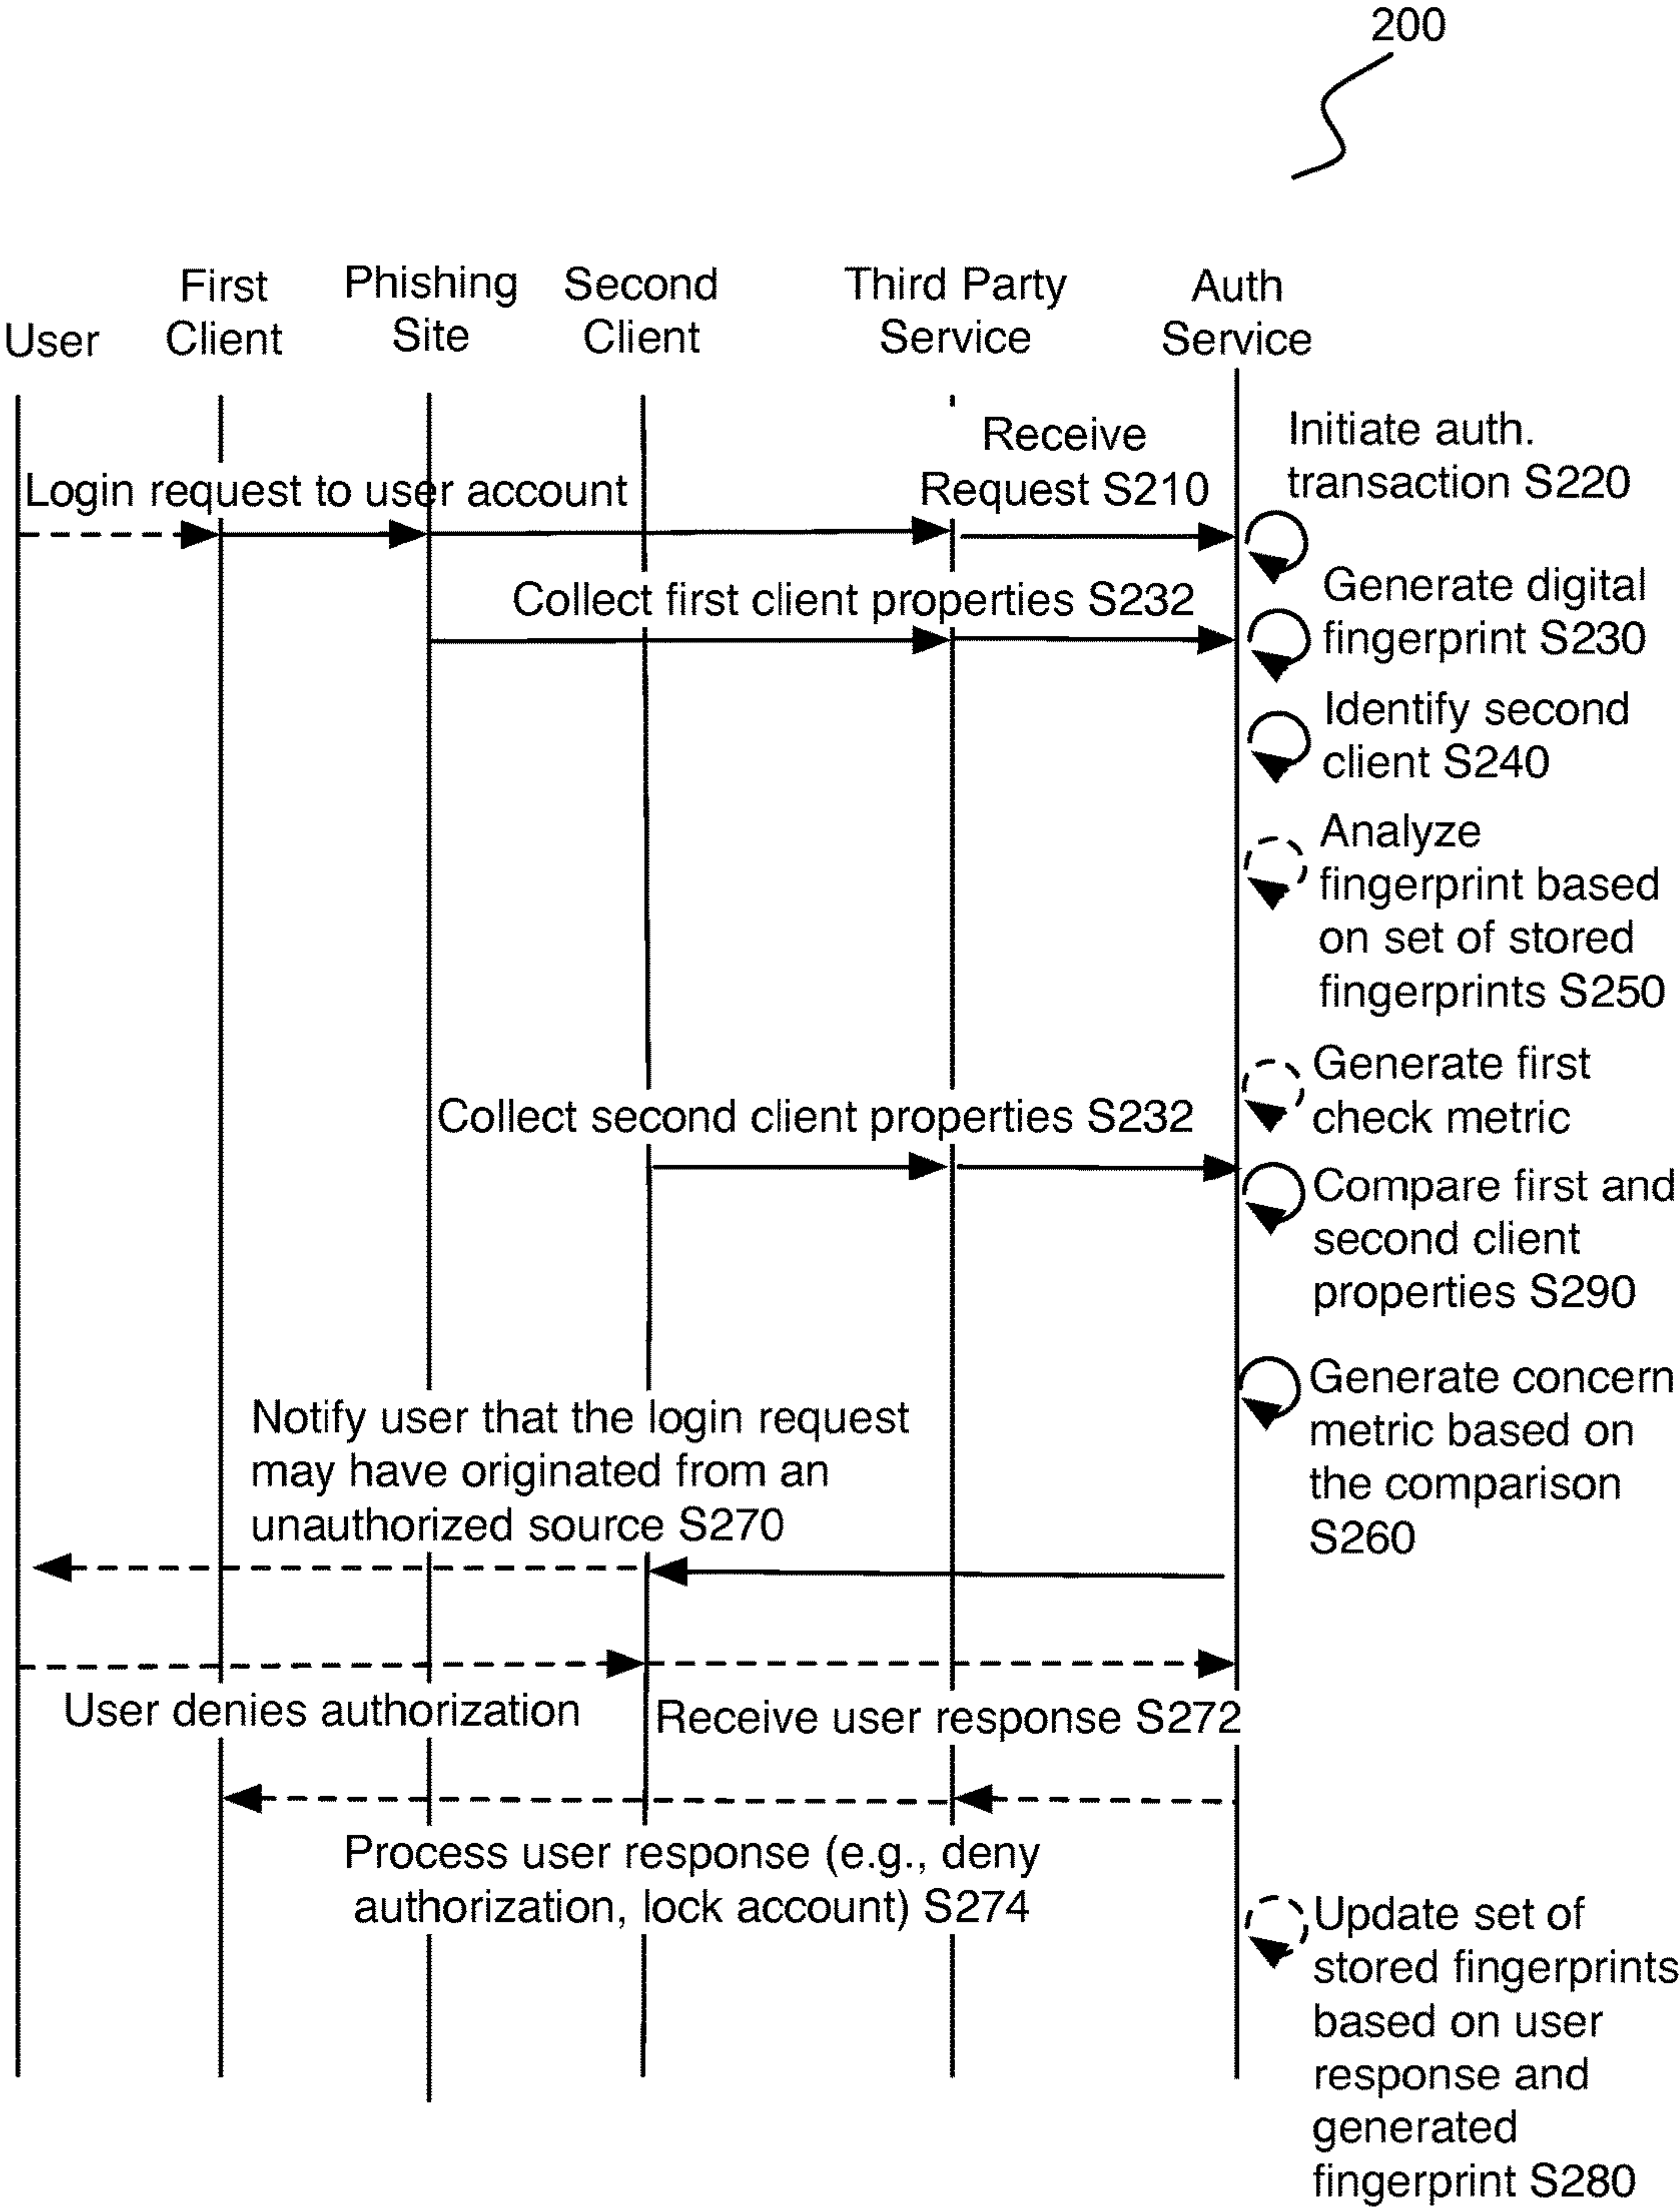 200
User
First
Client
Phishing
Site
Second
Client
Third Party
Service
Auth
Service
Login request to user account
Receive
Request S210
Initiate auth.
transaction S220
Collect first client properties S232
Generate digital
fingerprint S230
Identify second
client S240
Analyze
fingerprint based
on set of stored
fingerprints S250
Generate first
check metric
Collect second client properties S232
Compare first and
second client
properties S290
Generate concern
metric based on
the comparison
S260
Notify user that the login request
may have originated from an
unauthorized source S270
User denies authorization
Receive user response S272
Process user response (e.g., deny
authorization, lock account) S274
Update set of
stored fingerprints
based on user
response and
generated
fingerprint S280